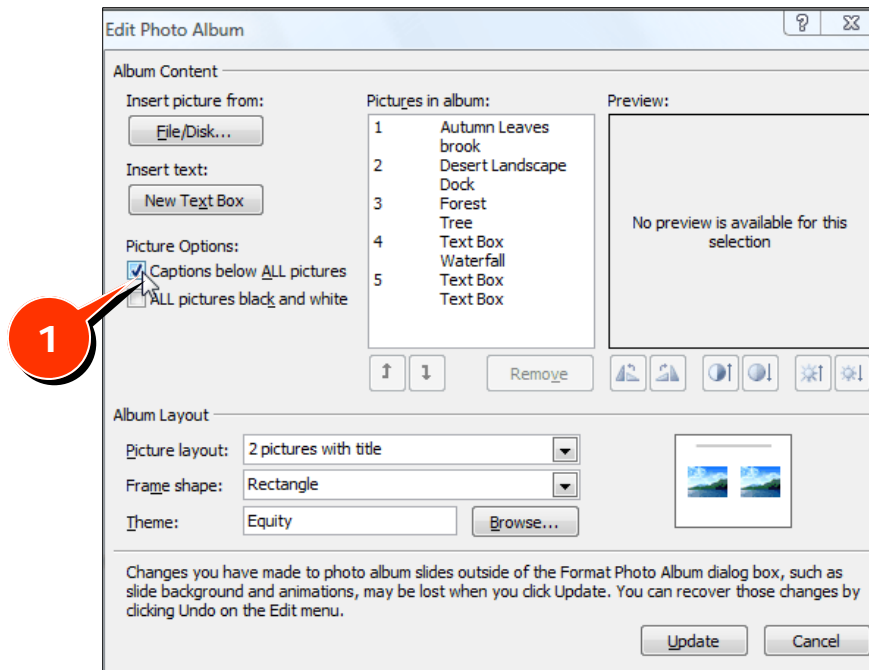 Edit Photo Album
Album Content
Insert picture from:
File/Disk...
Insert text:
New Text Box
Picture Options:
Captions below ALL pictures
ALL pictures black and white
1
Pictures in album:
1 Autumn Leaves
brook
2 Desert Landscape
Dock
3 Forest
Tree
4 Text Box
Waterfall
5 Text Box
Text Box
Remove
Preview:
No preview is available for this
selection
Album Layout
Picture layout: 2 pictures with title
Frame shape: Rectangle
Theme: Equity Browse...
Changes you have made to photo album slides outside of the Format Photo Album dialog box, such as
slide background and animations, may be lost when you click Update. You can recover those changes by
clicking Undo on the Edit menu.
Update Cancel